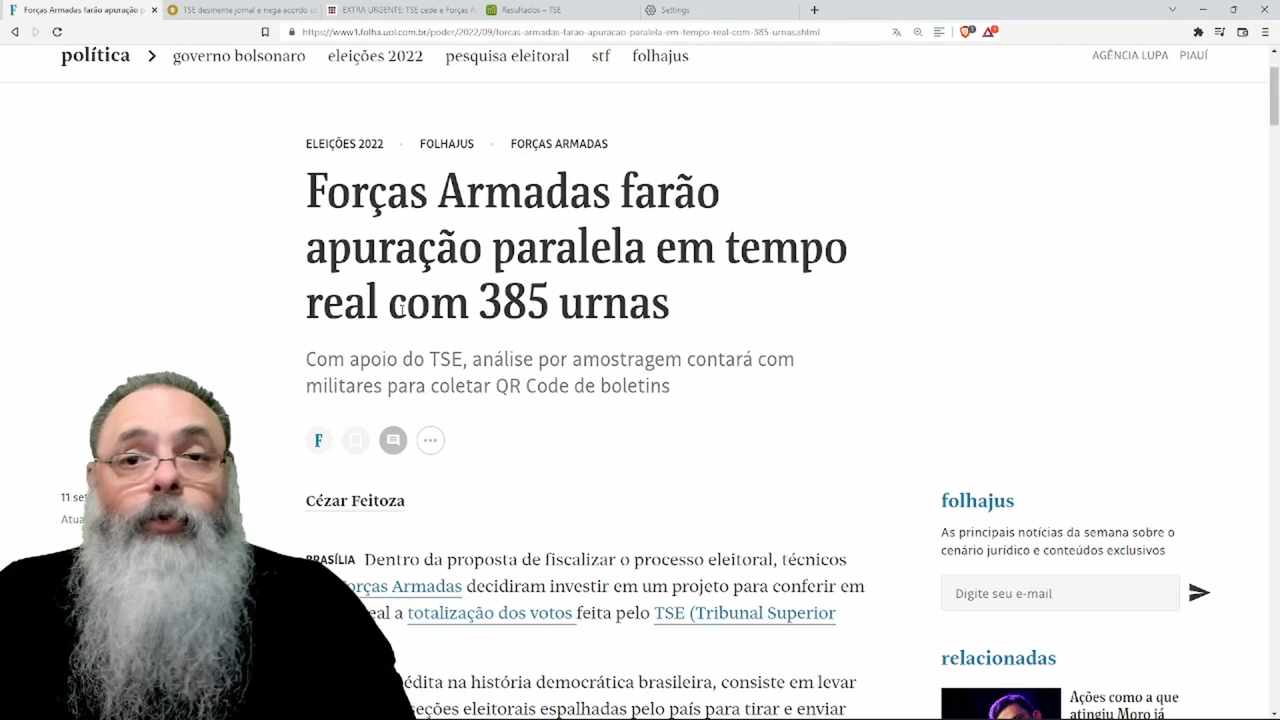 Forças Armadas farão apuração p
TSE desmente jornal e nega acordo co
EXTRA URGENTE: TSE cede e Forças A
Resultados – TSE
Settings
https://www1.folha.uol.com.br/poder/2022/09/forcas-armadas-farao-apuracao-paralela-em-tempo-real-com-385-urnas.shtml
política > governo bolsonaro eleições 2022 pesquisa eleitoral stf folhajus
AGÊNCIA LUPA PIAUÍ
ELEIÇÕES 2022 • FOLHAJUS • FORÇAS ARMADAS
Forças Armadas farão
apuração paralela em tempo
real com 385 urnas
Com apoio do TSE, análise por amostragem contará com
militares para coletar QR Code de boletins
F
11 set
Atua
Cézar Feitoza
BRASÍLIA Dentro da proposta de fiscalizar o processo eleitoral, técnicos
orças Armadas decidiram investir em um projeto para conferir em
eal a totalização dos votos feita pelo TSE (Tribunal Superior
édita na história democrática brasileira, consiste em levar
seções eleitorais espalhadas pelo país para tirar e enviar
folhajus
As principais notícias da semana sobre o
cenário jurídico e conteúdos exclusivos
Digite seu e-mail
relacionadas
Ações como a que
atingiu Moro já